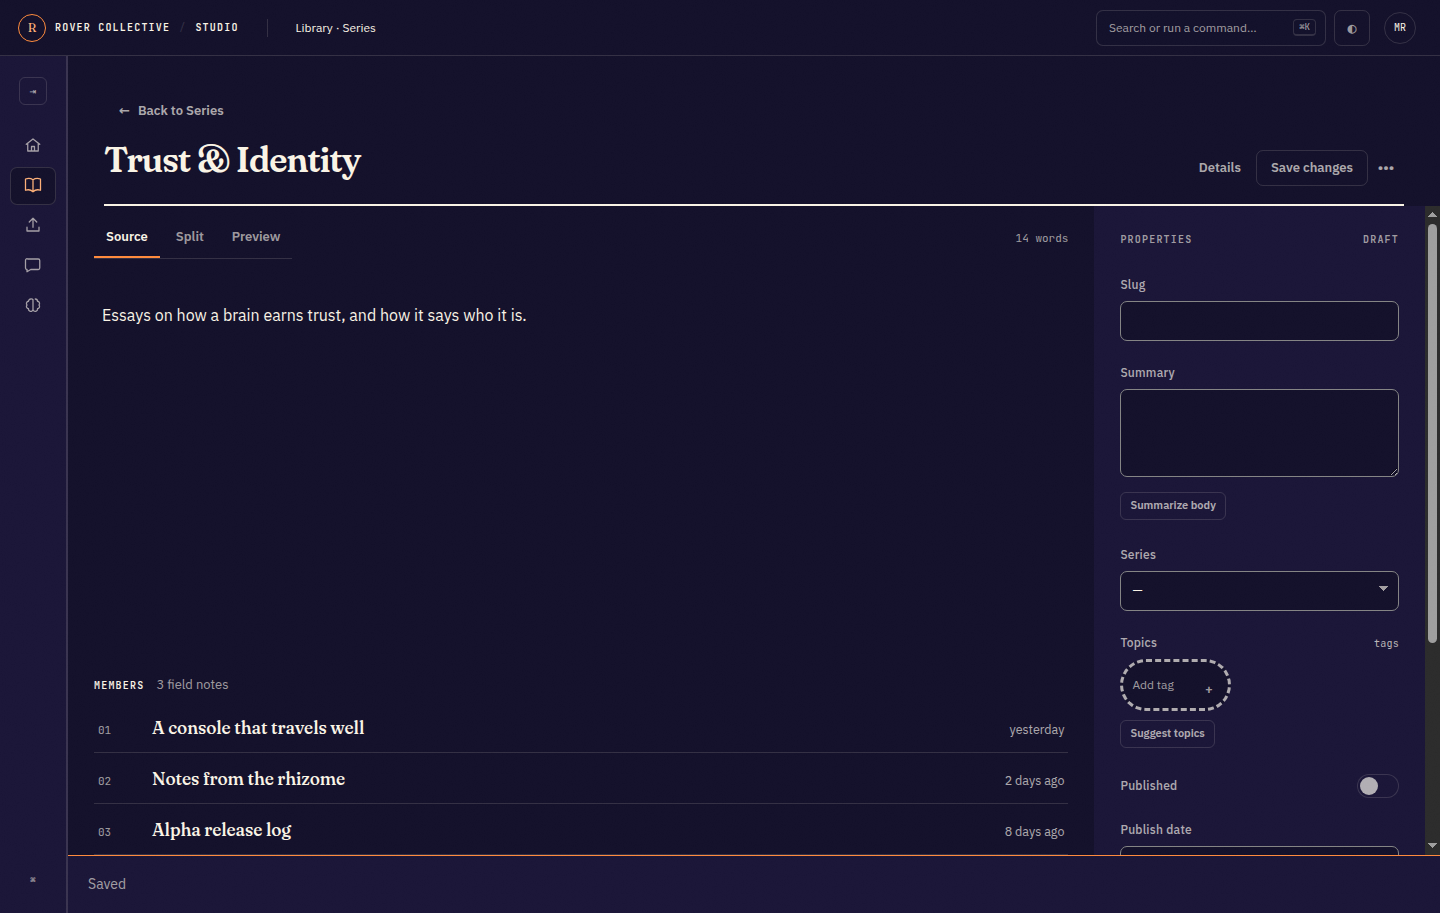 R ROVER COLLECTIVE / STUDIO
Library · Series
Search or run a command... ⌘K
MR
← Back to Series
Trust & Identity
Details
Save changes
•••
Source
Split
Preview
14 words
Essays on how a brain earns trust, and how it says who it is.
MEMBERS 3 field notes
01 A console that travels well yesterday
02 Notes from the rhizome 2 days ago
03 Alpha release log 8 days ago
PROPERTIES DRAFT
Slug
Summary
Summarize body
Series
—
Topics tags
Add tag +
Suggest topics
Published
Publish date
⌘
Saved